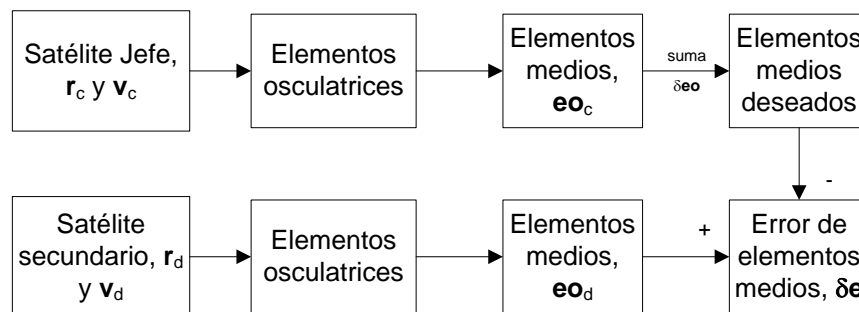 Satélite Jefe,
r_c y v_c
Elementos
osculatrices
Elementos
medios,
eo_c
suma
δeo
Elementos
medios
deseados
-
Satélite
secundario, r_d
y v_d
Elementos
osculatrices
Elementos
medios,
eo_d
+
Error de
elementos
medios, δe